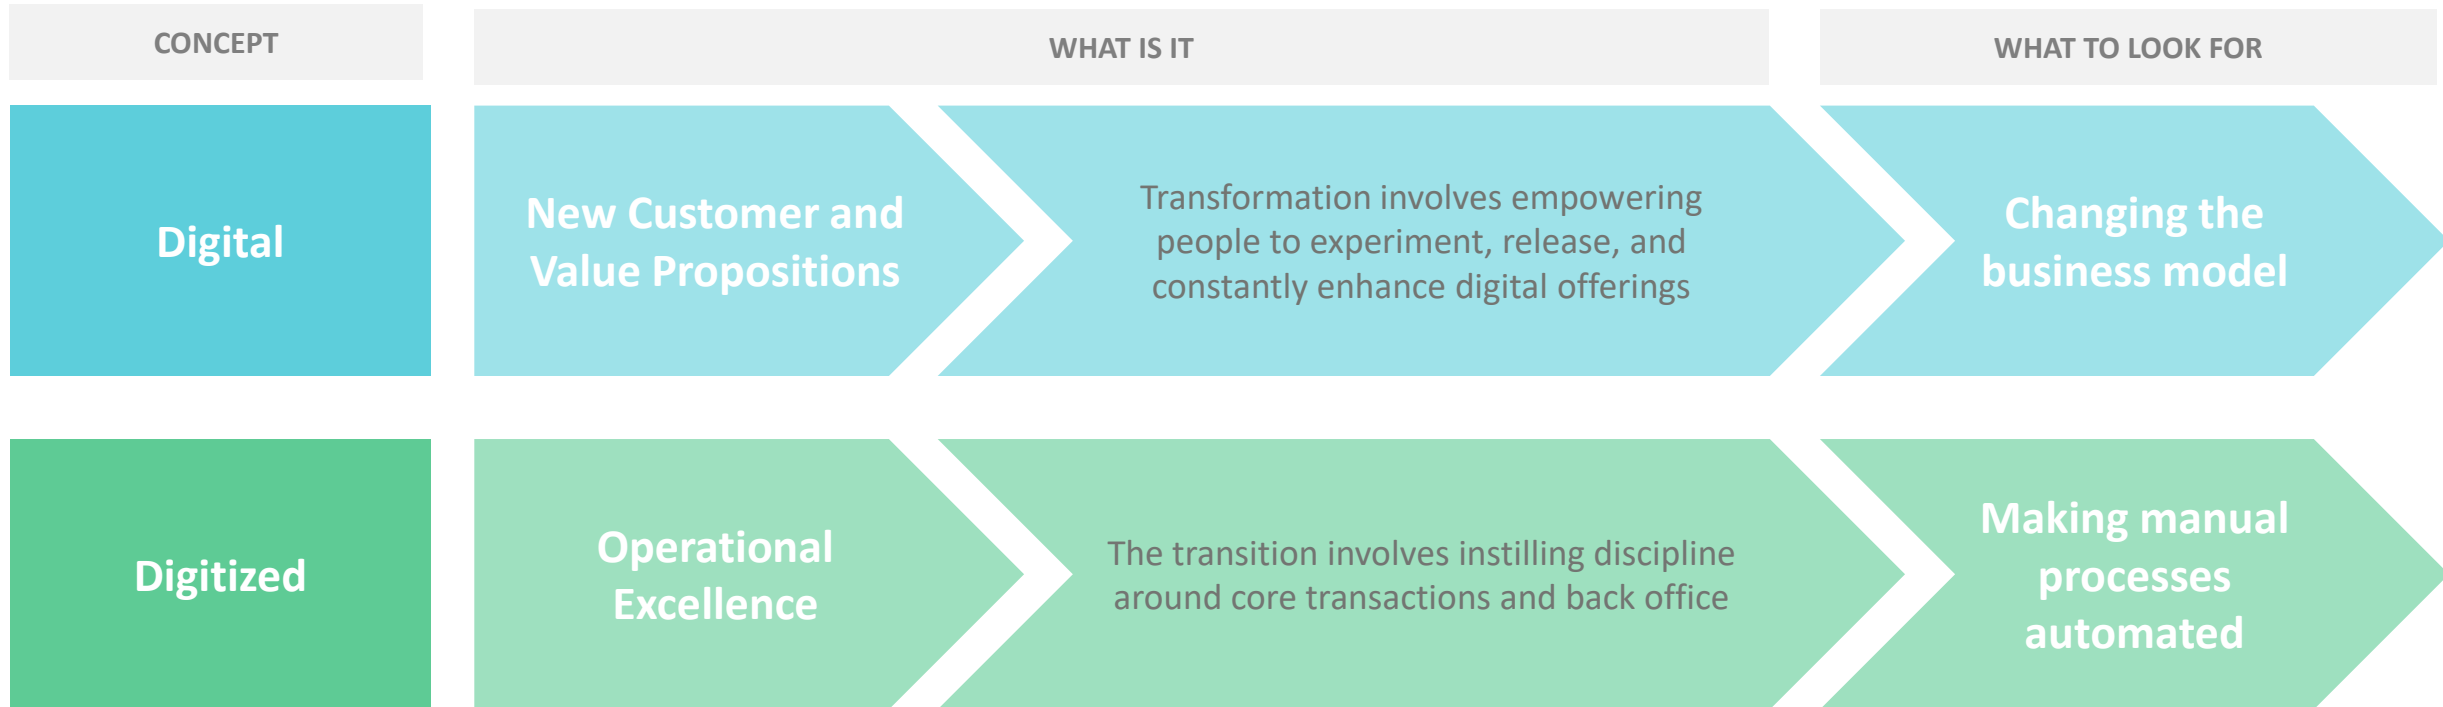 CONCEPT
WHAT IS IT
WHAT TO LOOK FOR
Digital
New Customer and
Value Propositions
Transformation involves empowering
people to experiment, release, and
constantly enhance digital offerings
Changing the
business model
Digitized
Operational
Excellence
The transition involves instilling discipline
around core transactions and back office
Making manual
processes
automated